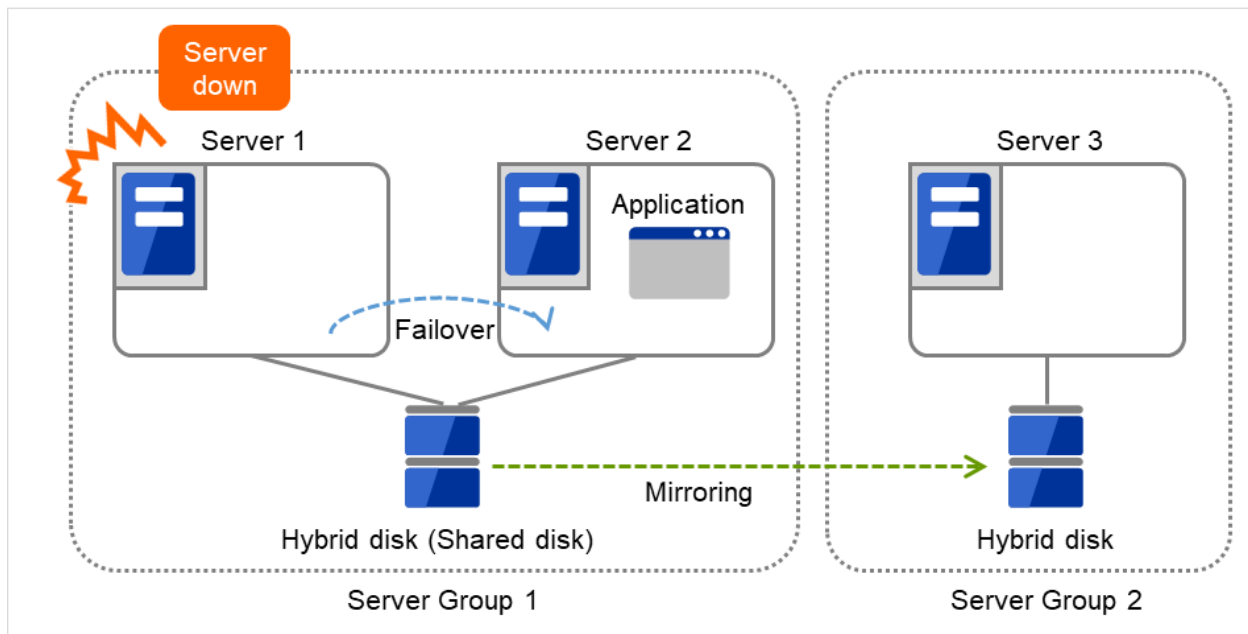 Server
down
Server 1
Server 2
Server 3
Application
Failover
Mirroring
Hybrid disk (Shared disk)
Hybrid disk
Server Group 1
Server Group 2